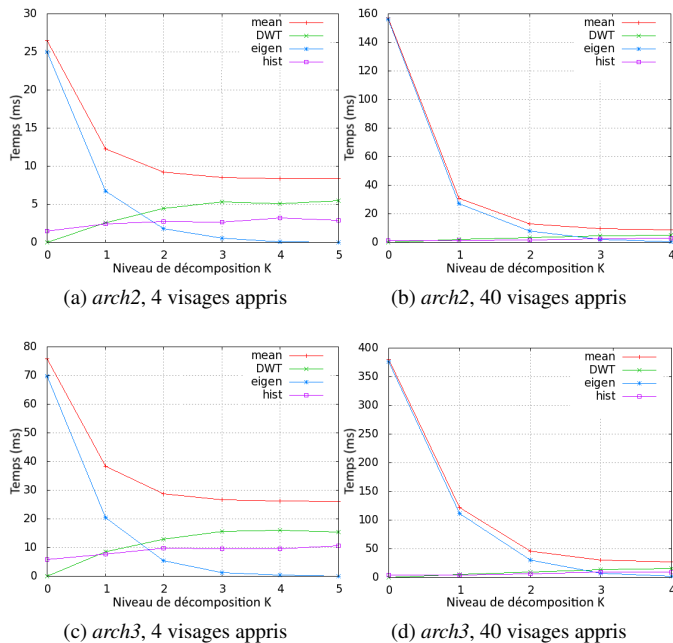 30
25
20
15
10
5
0
Temps (ms)
mean
DWT
eigen
hist
0 1 2 3 4 5
Niveau de décomposition K
(a) arch2, 4 visages appris
160
140
120
100
80
60
40
20
0
Temps (ms)
mean
DWT
eigen
hist
0 1 2 3 4
Niveau de décomposition K
(b) arch2, 40 visages appris
80
70
60
50
40
30
20
10
0
Temps (ms)
mean
DWT
eigen
hist
0 1 2 3 4 5
Niveau de décomposition K
(c) arch3, 4 visages appris
400
350
300
250
200
150
100
50
0
Temps (ms)
mean
DWT
eigen
hist
0 1 2 3 4
Niveau de décomposition K
(d) arch3, 40 visages appris